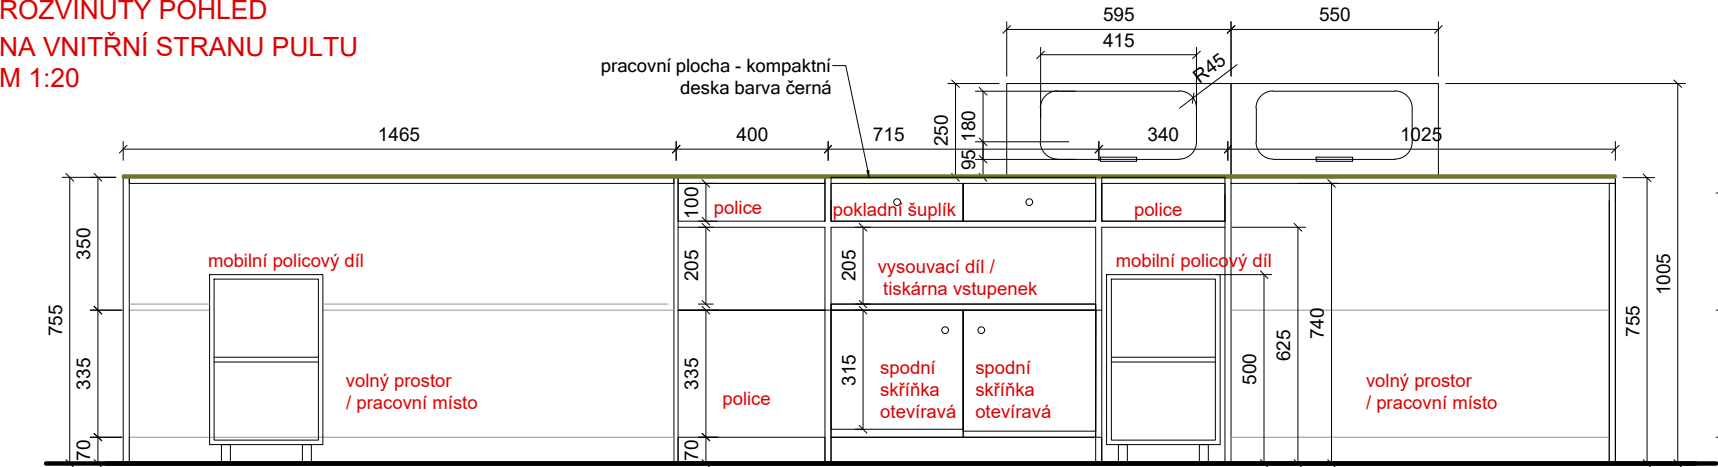 ROZVINUTÝ POHLED
NA VNITŘNÍ STRANU PULTU
M 1:20
pracovní plocha - kompaktní
deska barva černá
595
550
415
R45
250
180
95
1465
400
715
340
1025
100
police
pokladní šuplík
police
350
205
205
mobilní policový díl
vysouvací díl /
tiskárna vstupenek
mobilní policový díl
755
335
335
315
70
70
volný prostor
/ pracovní místo
police
spodní
skříňka
otevíravá
spodní
skříňka
otevíravá
500
625
740
volný prostor
/ pracovní místo
755
1005